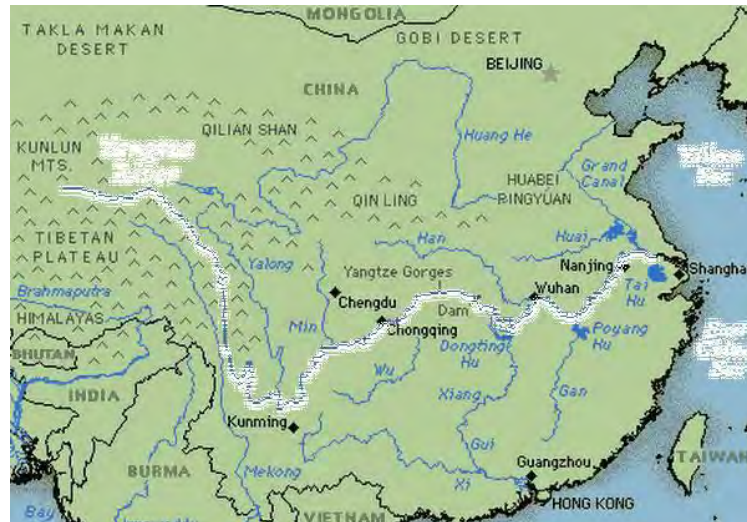 MONGOLIA
TAKLA MAKAN
DESERT
GOBI DESERT
BEIJING
CHINA
QILIAN SHAN
Huang He
KUNLUN
MTS.
Grand
Canal
HUABEI
PINGYUAN
QIN LING
TIBETAN
PLATEAU
Han
Huai
Yalong
Yangtze Gorges
Nanjing
Shangha
Brahmaputra
Chengdu
Wuhan
Tai
Hu
HIMALAYAS
Min
Chongqing
Dam
Poyang
Hu
BHUTAN
Dongting
Hu
Wu
INDIA
Xiang
Gan
Kunming
Gui
TAIWAN
BURMA
Mekong
Guangzhou
Xi
HONG KONG
Bay
VIETNAM